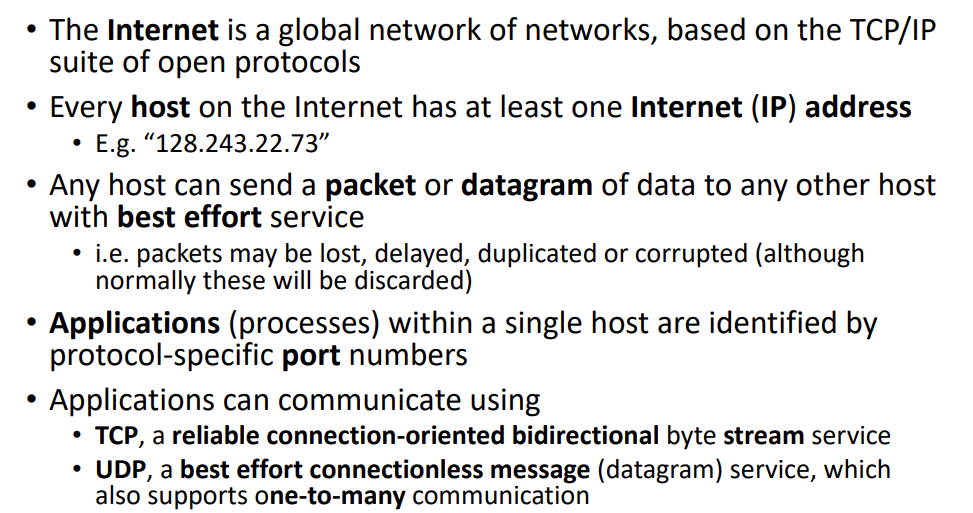 • The Internet is a global network of networks, based on the TCP/IP
suite of open protocols
• Every host on the Internet has at least one Internet (IP) address
• E.g. “128.243.22.73”
• Any host can send a packet or datagram of data to any other host
with best effort service
• i.e. packets may be lost, delayed, duplicated or corrupted (although
normally these will be discarded)
• Applications (processes) within a single host are identified by
protocol-specific port numbers
• Applications can communicate using
• TCP, a reliable connection-oriented bidirectional byte stream service
• UDP, a best effort connectionless message (datagram) service, which
also supports one-to-many communication